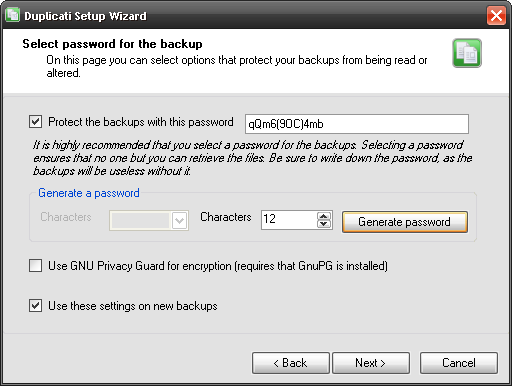 Duplicati Setup Wizard
Select password for the backup
On this page you can select options that protect your backups from being read or
altered.
Protect the backups with this password
qQm6(9OC)4mb
It is highly recommended that you select a password for the backups. Selecting a password
ensures that no one but you can retrieve the files. Be sure to write down the password, as the
backups will be useless without it.
Generate a password
Characters
Characters
12
Generate password
Use GNU Privacy Guard for encryption (requires that GnuPG is installed)
Use these settings on new backups
< Back
Next >
Cancel